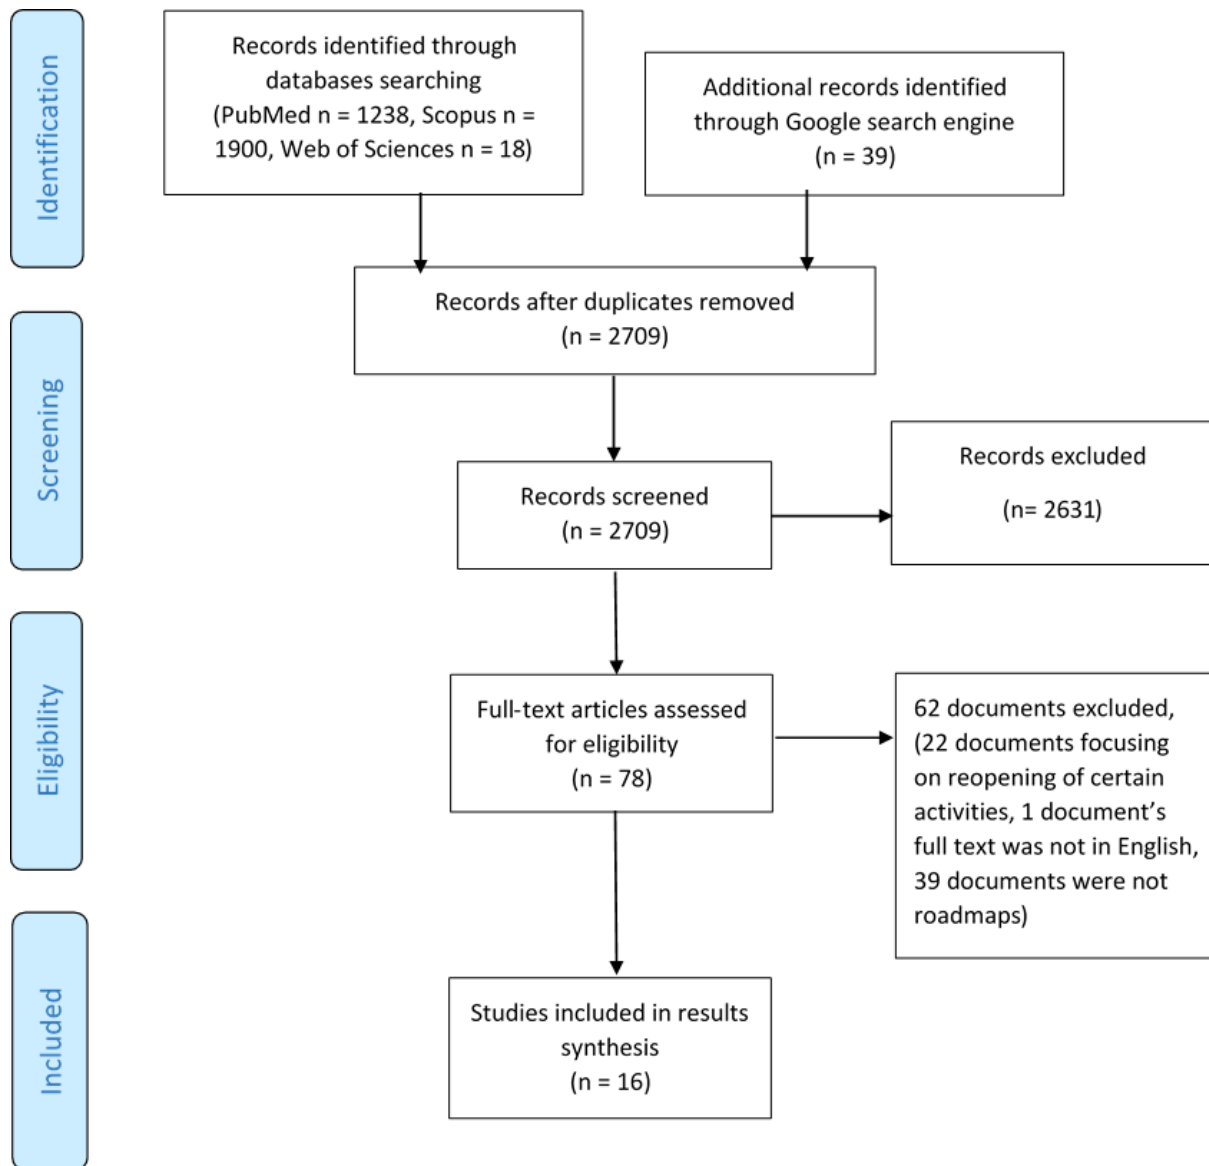 Identification
Records identified through
databases searching
(PubMed n = 1238, Scopus n =
1900, Web of Sciences n = 18)
Additional records identified
through Google search engine
(n = 39)
Records after duplicates removed
(n = 2709)
Screening
Records screened
(n = 2709)
Records excluded
(n= 2631)
Eligibility
Full-text articles assessed
for eligibility
(n = 78)
62 documents excluded,
(22 documents focusing
on reopening of certain
activities, 1 document’s
full text was not in English,
39 documents were not
roadmaps)
Included
Studies included in results
synthesis
(n = 16)